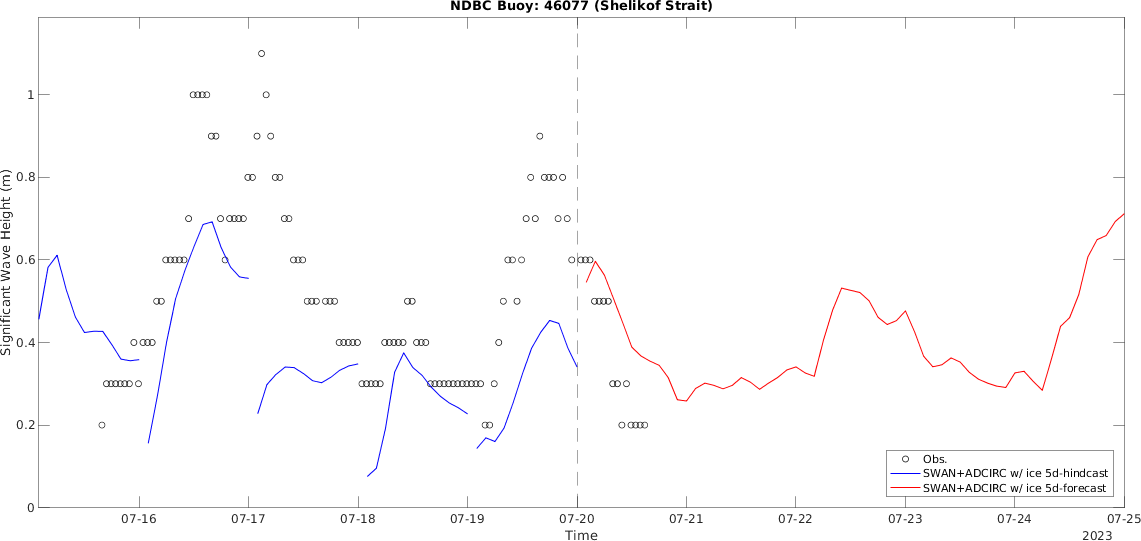 NDBC Buoy: 46077 (Shelikof Strait)
Significant Wave Height (m)
1
0.8
0.6
0.4
0.2
0
Obs.
SWAN+ADCIRC w/ ice 5d-hindcast
SWAN+ADCIRC w/ ice 5d-forecast
07-16 07-17 07-18 07-19 07-20 07-21 07-22 07-23 07-24 07-25
Time
2023